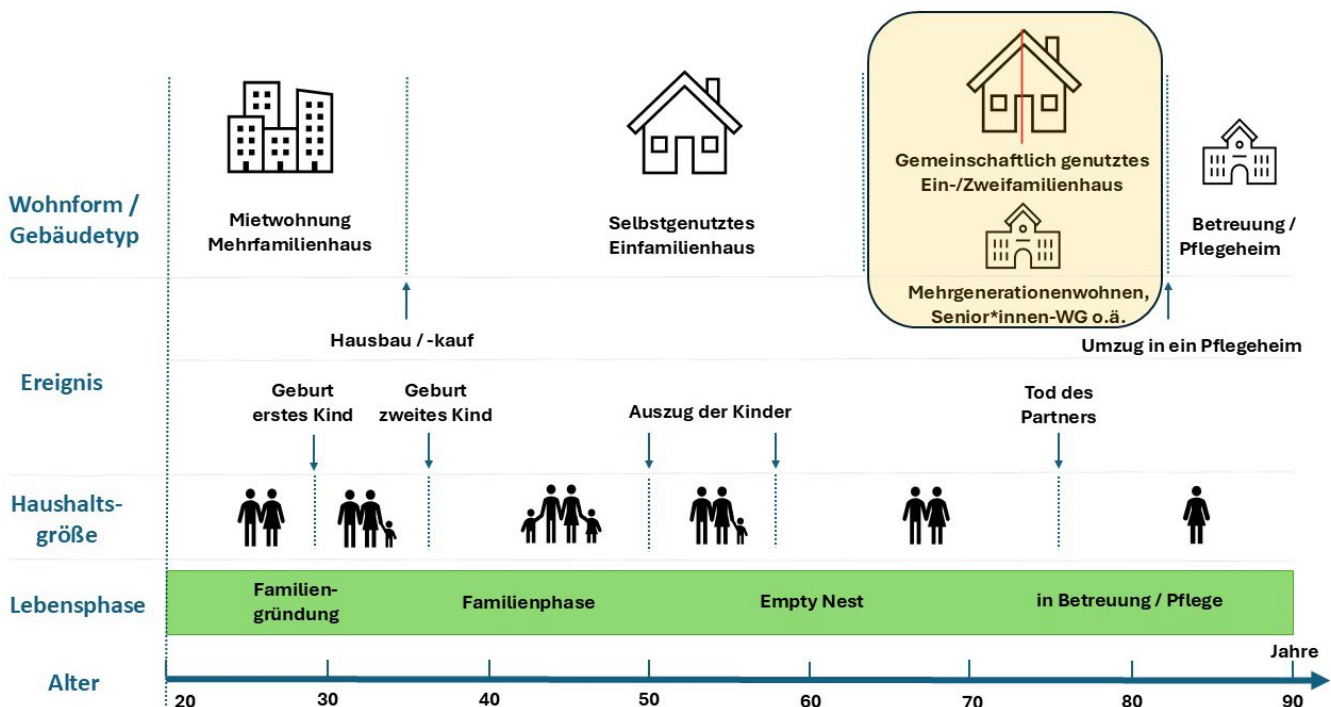 Wohnform /
Gebäudetyp
Mietwohnung
Mehrfamilienhaus
Selbstgenutztes
Einfamilienhaus
Gemeinschaftlich genutztes
Ein-/Zweifamilienhaus
Mehrgenerationenwohnen,
Senior*innen-WG o.ä.
Betreuung /
Pflegeheim
Ereignis
Hausbau / -kauf
Umzug in ein Pflegeheim
Geburt
erstes Kind
Geburt
zweites Kind
Auszug der Kinder
Tod des
Partners
Haushalts-
größe
Lebensphase
Familien-
gründung
Familienphase
Empty Nest
in Betreuung / Pflege
Jahre
Alter
20
30
40
50
60
70
80
90